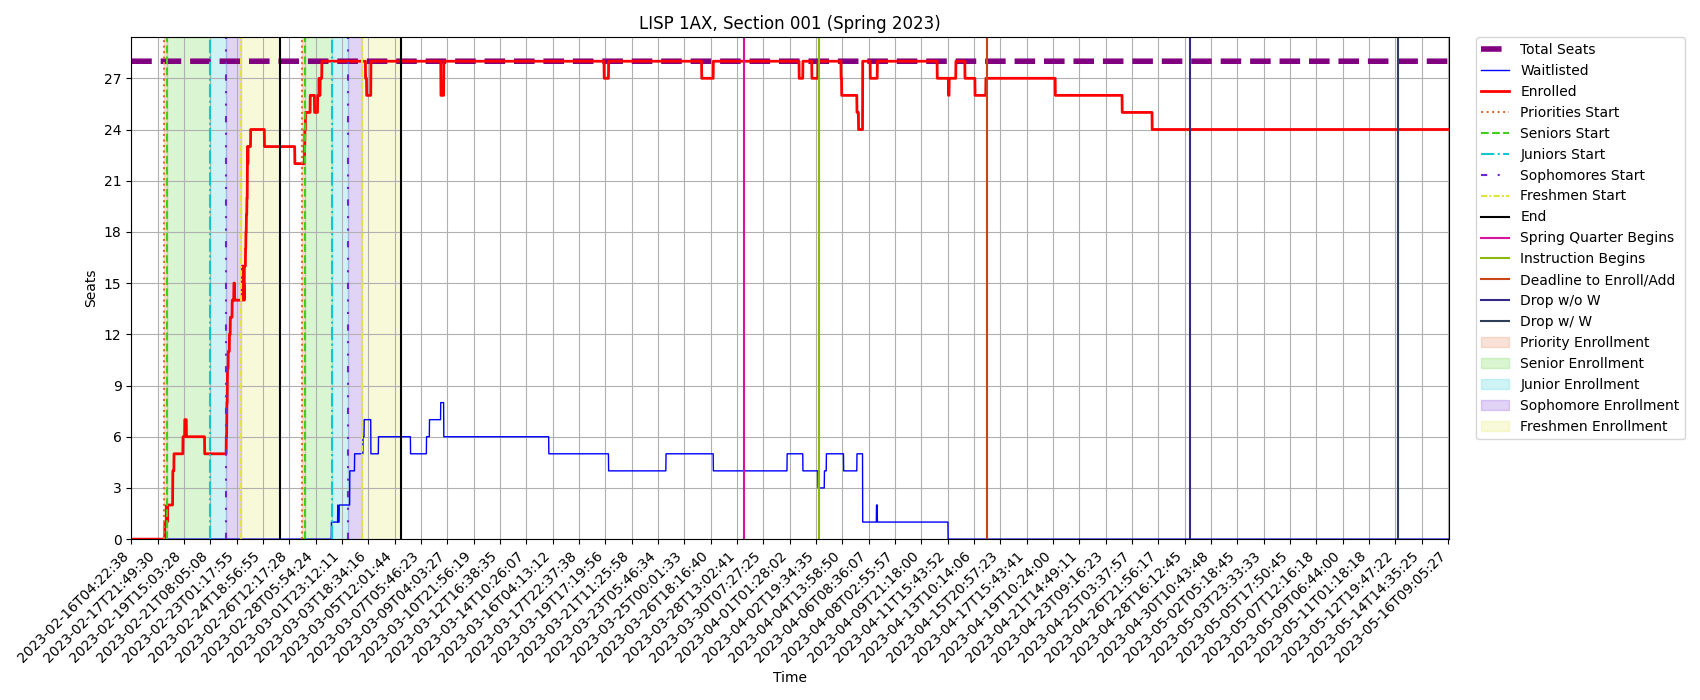 LISP 1AX, Section 001 (Spring 2023)
Seats
27
24
21
18
15
12
9
6
3
0
2023-02-16T04:22:38
2023-02-17T21:49:30
2023-02-19T15:03:28
2023-02-21T08:05:08
2023-02-23T01:17:55
2023-02-24T18:56:55
2023-02-26T12:17:28
2023-02-28T05:54:24
2023-03-01T23:12:11
2023-03-03T18:34:16
2023-03-05T12:01:44
2023-03-07T05:46:23
2023-03-09T04:03:27
2023-03-10T21:56:19
2023-03-12T16:38:35
2023-03-14T10:26:07
2023-03-16T04:13:12
2023-03-17T22:37:38
2023-03-19T17:19:56
2023-03-21T11:25:58
2023-03-23T05:46:34
2023-03-25T00:01:33
2023-03-26T18:16:40
2023-03-28T13:02:41
2023-03-30T07:27:25
2023-04-01T01:28:02
2023-04-02T19:34:35
2023-04-04T13:58:50
2023-04-06T08:36:07
2023-04-08T02:55:57
2023-04-09T21:18:00
2023-04-11T15:43:52
2023-04-13T10:14:06
2023-04-15T20:57:23
2023-04-17T15:43:41
2023-04-19T10:24:00
2023-04-21T14:49:11
2023-04-23T09:16:23
2023-04-25T03:37:57
2023-04-26T21:56:17
2023-04-28T16:12:45
2023-04-30T10:43:48
2023-05-02T05:18:45
2023-05-03T23:33:33
2023-05-05T17:50:45
2023-05-07T12:16:18
2023-05-09T06:44:00
2023-05-11T01:18:18
2023-05-12T19:47:22
2023-05-14T14:35:25
2023-05-16T09:05:27
Time
Total Seats
Waitlisted
Enrolled
Priorities Start
Seniors Start
Juniors Start
Sophomores Start
Freshmen Start
End
Spring Quarter Begins
Instruction Begins
Deadline to Enroll/Add
Drop w/o W
Drop w/ W
Priority Enrollment
Senior Enrollment
Junior Enrollment
Sophomore Enrollment
Freshmen Enrollment